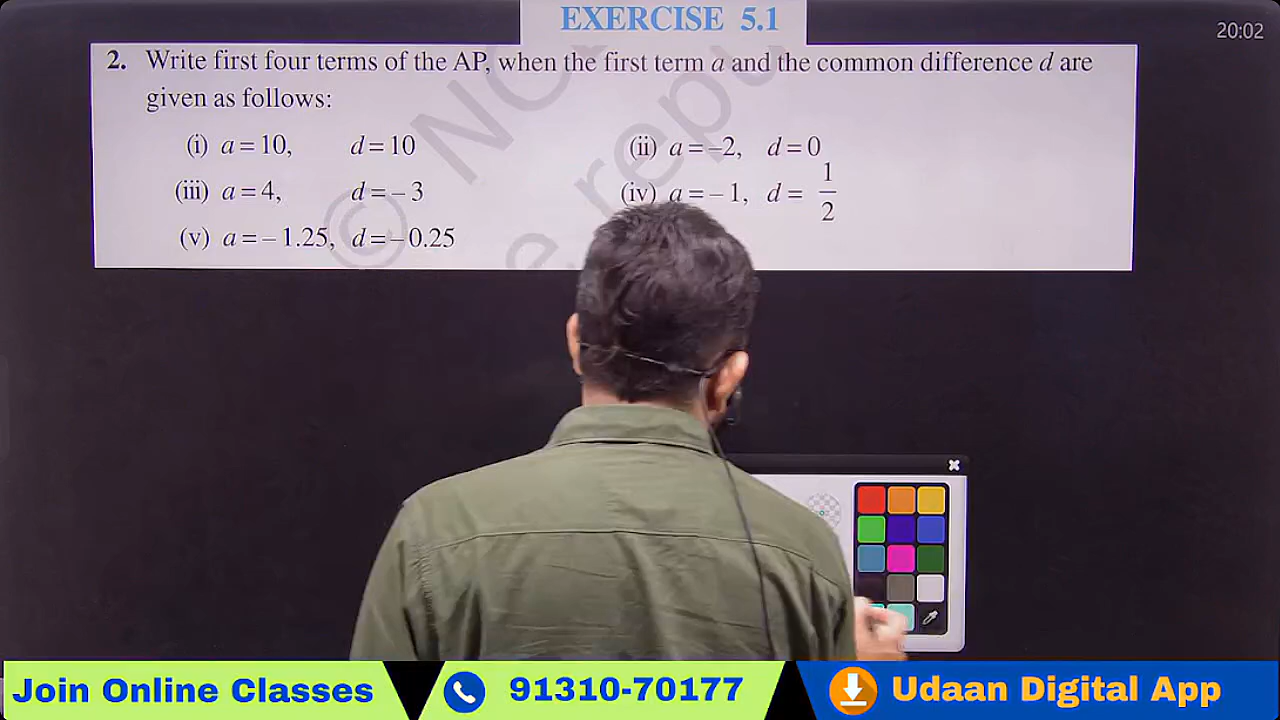 EXERCISE 5.1
20:02
2. Write first four terms of the AP, when the first term a and the common difference d are
given as follows:
(i) a = 10, d = 10
(ii) a = –2, d = 0
(iii) a = 4, d = – 3
(iv) a = – 1, d = 1/2
(v) a = – 1.25, d = – 0.25
Join Online Classes
91310-70177
Udaan Digital App